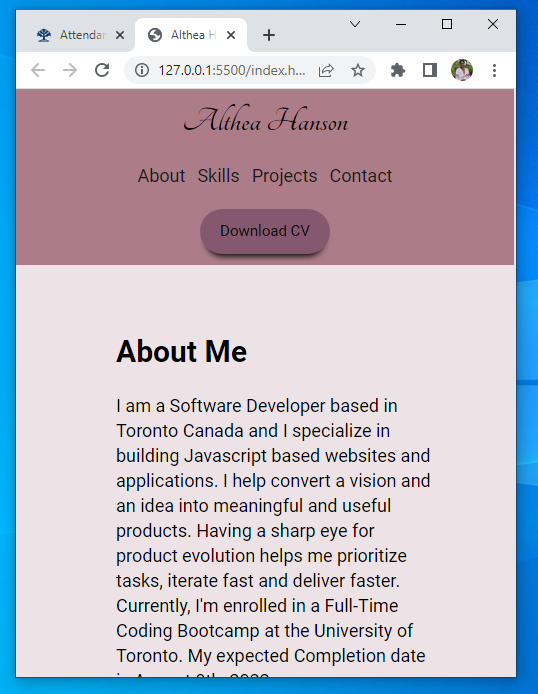 Attendan
Althea H
127.0.0.1:5500/index.h...
Althea Hanson
About Skills Projects Contact
Download CV
About Me
I am a Software Developer based in
Toronto Canada and I specialize in
building Javascript based websites and
applications. I help convert a vision and
an idea into meaningful and useful
products. Having a sharp eye for
product evolution helps me prioritize
tasks, iterate fast and deliver faster.
Currently, I'm enrolled in a Full-Time
Coding Bootcamp at the University of
Toronto. My expected Completion date